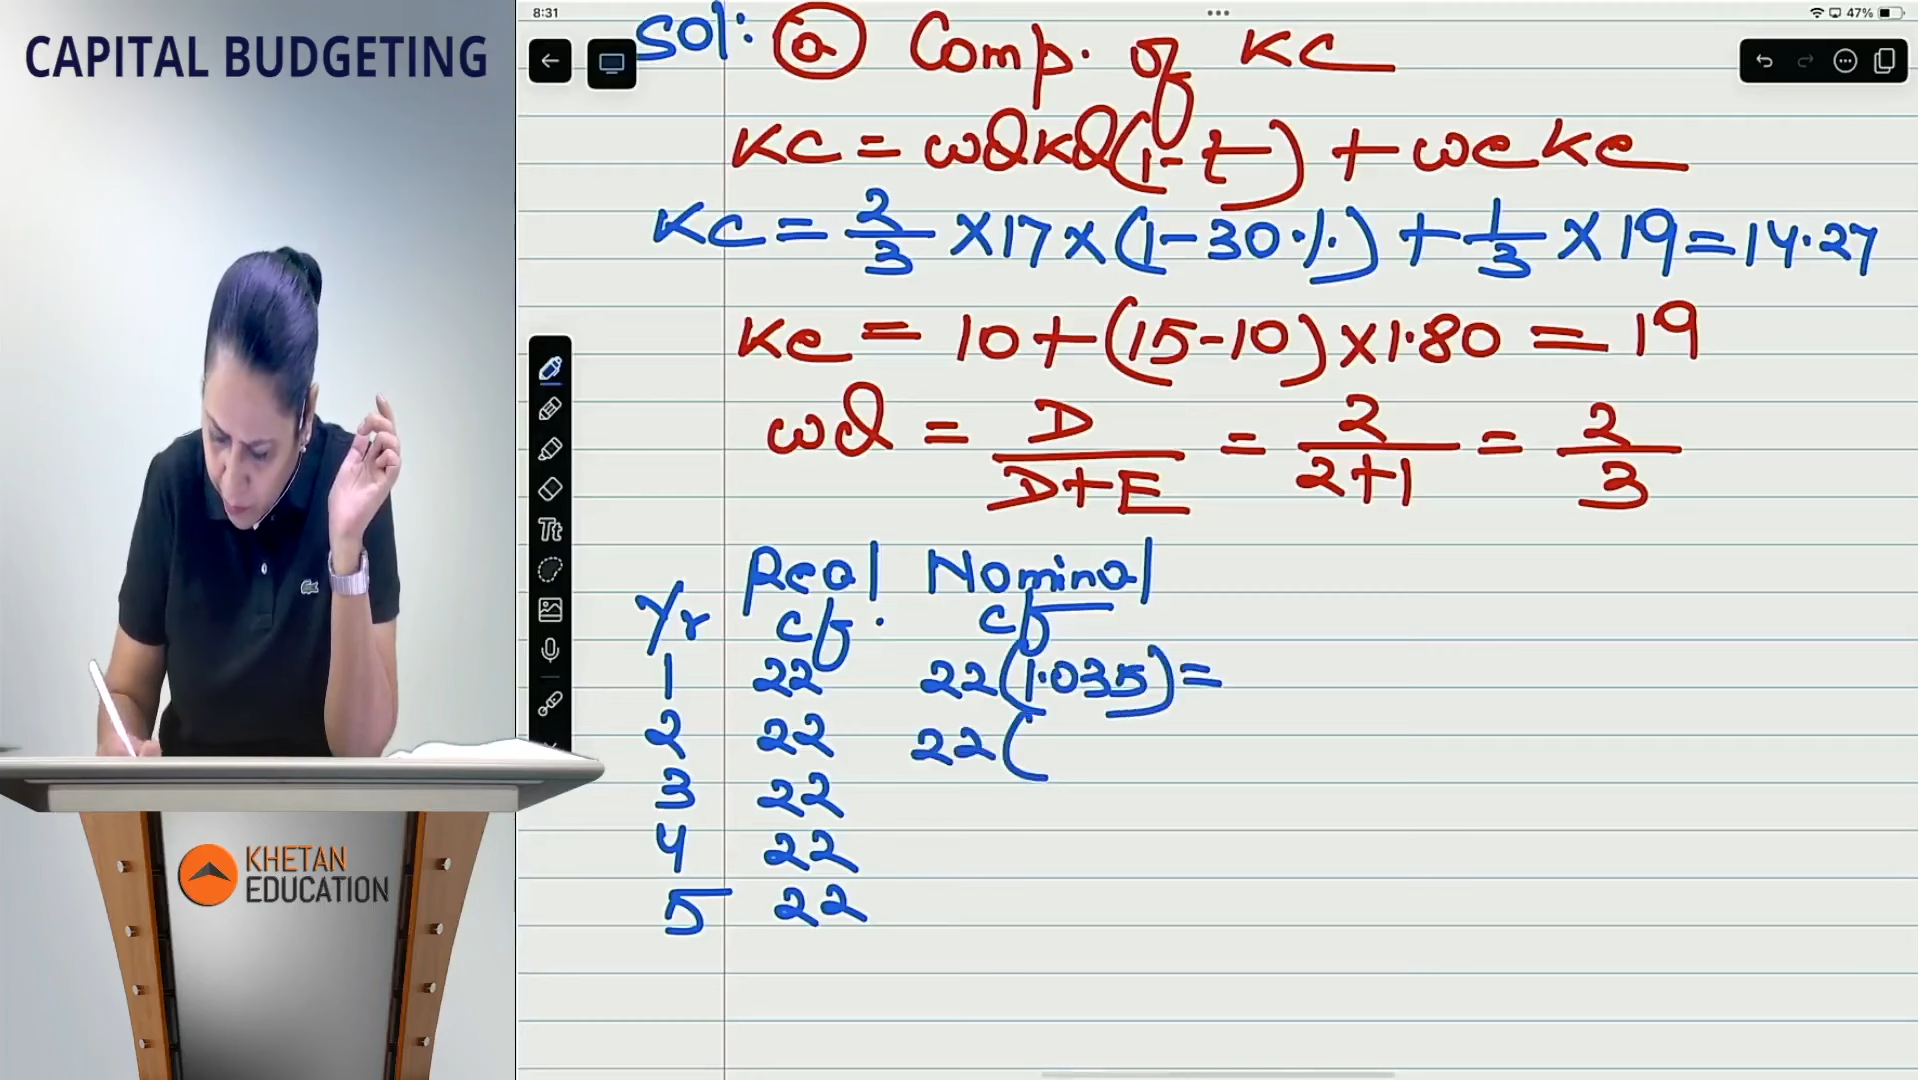 CAPITAL BUDGETING
8:31
47%
Sol: (a) Comp. of KC
KC = wdkd(1-t) + weke
KC = 2/3 × 17 × (1-30%) + 1/3 × 19 = 14.27
Ke = 10 + (15-10) × 1.80 = 19
wd = D/D+E = 2/2+1 = 2/3
Yr Real cf. Nominal cf
1 22 22(1.035) =
2 22 22(
3 22
4 22
5 22
Tt
KHETAN
EDUCATION